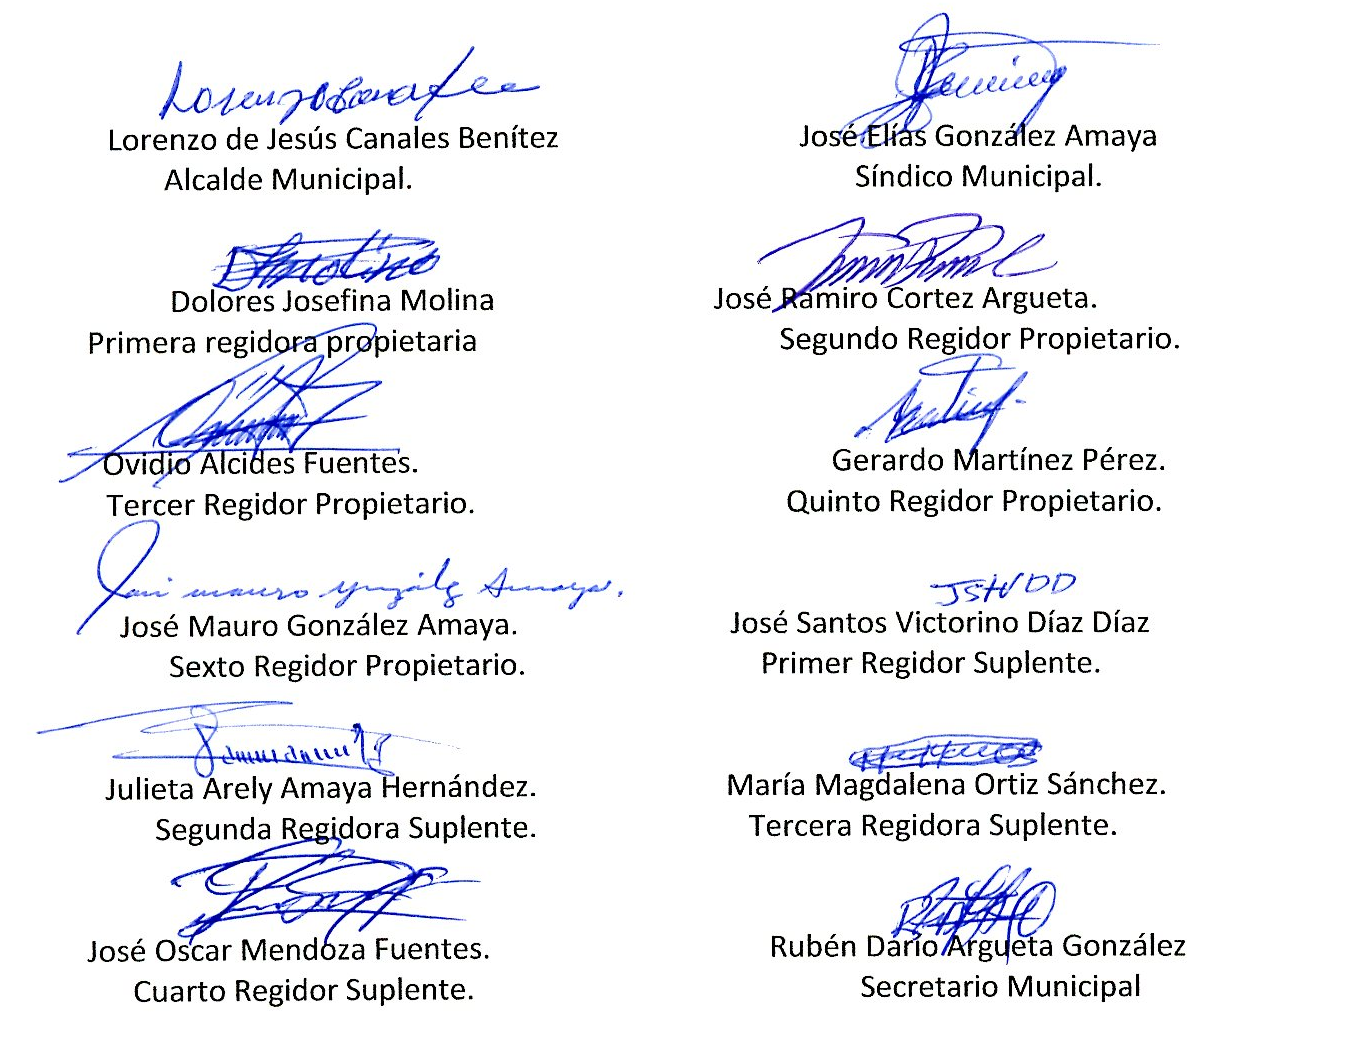 Lorenzo de Jesús Canales Benítez
Alcalde Municipal.
José Elías González Amaya
Síndico Municipal.
Dolores Josefina Molina
Primera regidora propietaria
José Ramiro Cortez Argueta.
Segundo Regidor Propietario.
Ovidio Alcides Fuentes.
Tercer Regidor Propietario.
Gerardo Martínez Pérez.
Quinto Regidor Propietario.
José mauro gonzález Amaya.
José Mauro González Amaya.
Sexto Regidor Propietario.
JSVDD
José Santos Victorino Díaz Díaz
Primer Regidor Suplente.
Julieta Arely Amaya Hernández.
Segunda Regidora Suplente.
María Magdalena Ortiz Sánchez.
Tercera Regidora Suplente.
José Oscar Mendoza Fuentes.
Cuarto Regidor Suplente.
Rubén Darío Argueta González
Secretario Municipal